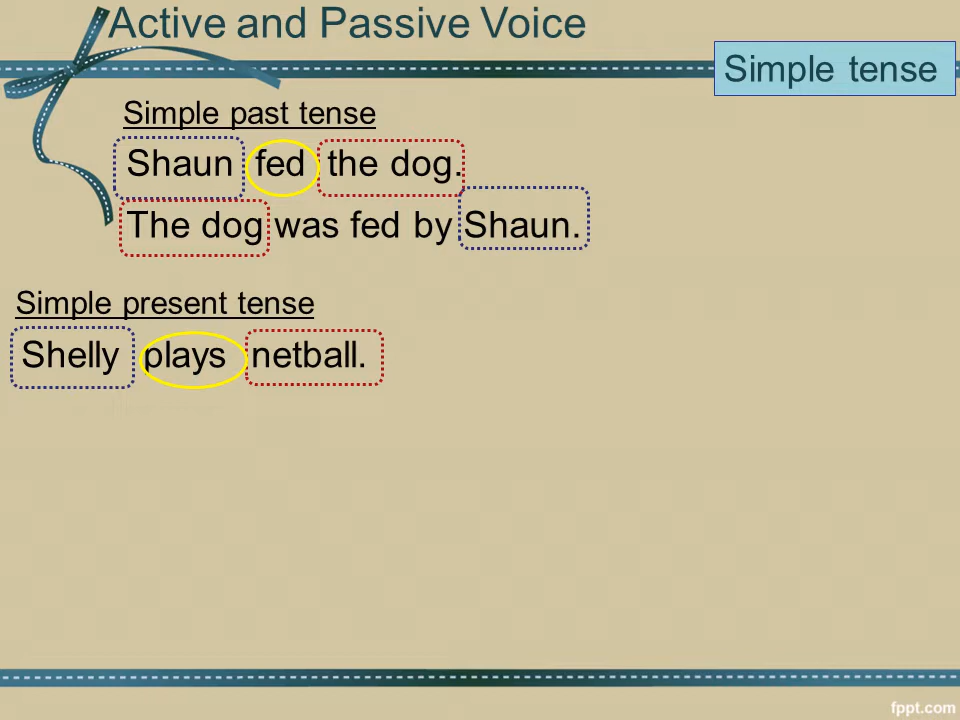 Active and Passive Voice
Simple tense
Simple past tense
Shaun fed the dog.
The dog was fed by Shaun.
Simple present tense
Shelly plays netball.
fppt.com